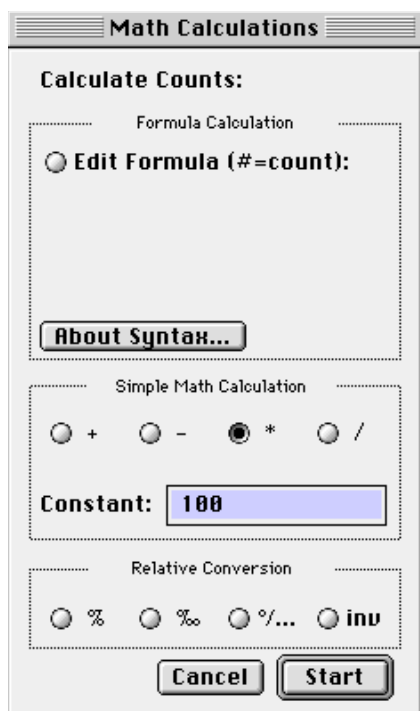 Math Calculations
Calculate Counts:
Formula Calculation
Edit Formula (#=count):
About Syntax...
Simple Math Calculation
+ - * /
Constant: 100
Relative Conversion
% ‰ °/... inv
Cancel Start